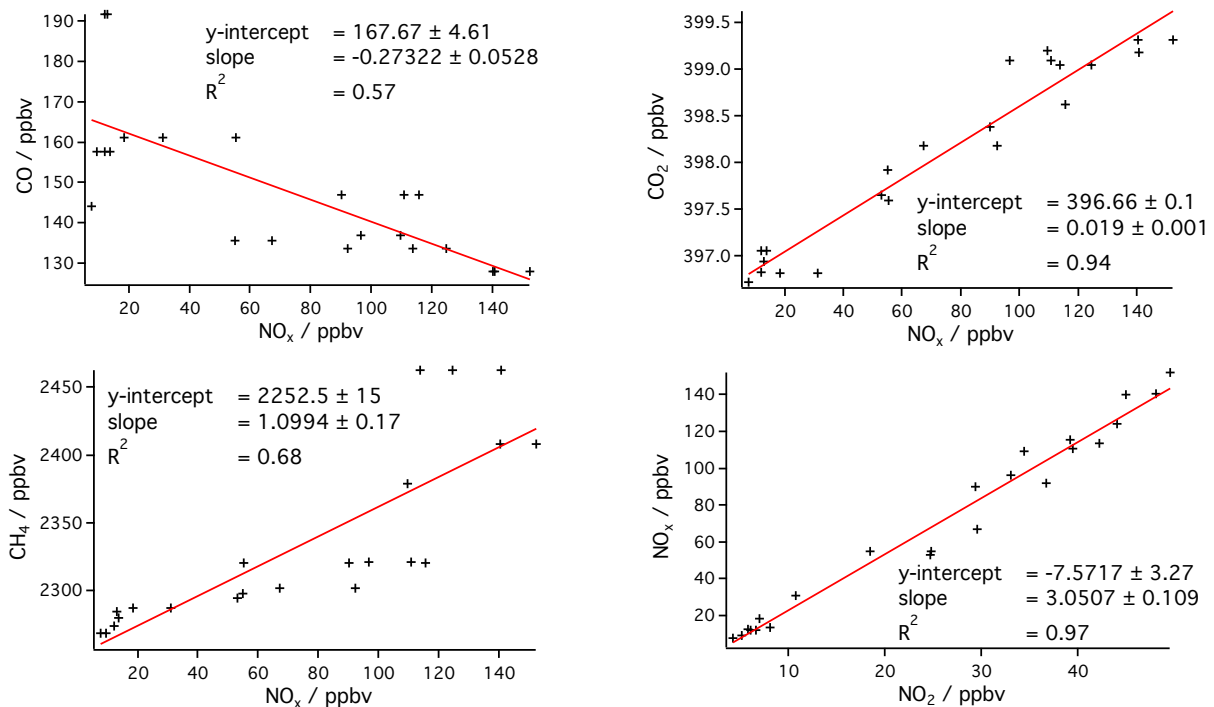 190
180
170
160
150
140
130
CO / ppbv
y-intercept = 167.67 ± 4.61
slope = -0.27322 ± 0.0528
R² = 0.57
20 40 60 80 100 120 140
NOₓ / ppbv
399.5
399.0
398.5
398.0
397.5
397.0
CO₂ / ppbv
y-intercept = 396.66 ± 0.1
slope = 0.019 ± 0.001
R² = 0.94
20 40 60 80 100 120 140
NOₓ / ppbv
2450
2400
2350
2300
CH₄ / ppbv
y-intercept = 2252.5 ± 15
slope = 1.0994 ± 0.17
R² = 0.68
20 40 60 80 100 120 140
NOₓ / ppbv
140
120
100
80
60
40
20
NOₓ / ppbv
y-intercept = -7.5717 ± 3.27
slope = 3.0507 ± 0.109
R² = 0.97
10 20 30 40
NO₂ / ppbv